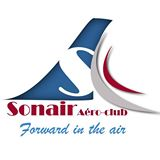 S
Sonair Aéro-club
Forward in the air